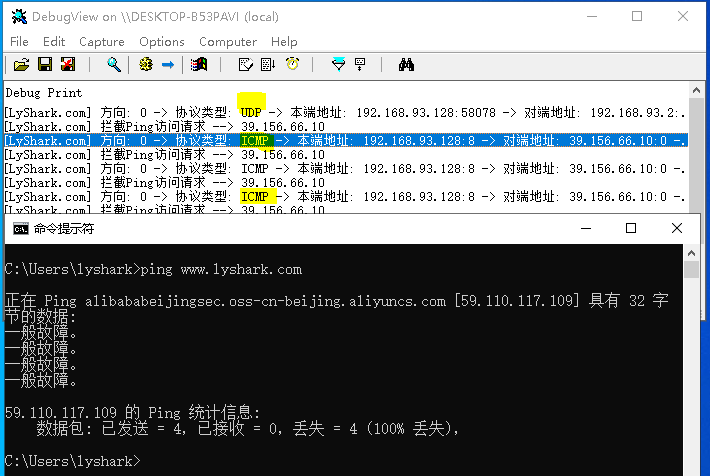 DebugView on \\DESKTOP-B53PAVI (local)
File Edit Capture Options Computer Help
Debug Print
[LyShark.com] 方向: 0 -> 协议类型: UDP -> 本端地址: 192.168.93.128:58078 -> 对端地址: 192.168.93.2:.
[LyShark.com] 拦截Ping访问请求 --> 39.156.66.10
[LyShark.com] 方向: 0 -> 协议类型: ICMP -> 本端地址: 192.168.93.128:8 -> 对端地址: 39.156.66.10:0 -.
[LyShark.com] 拦截Ping访问请求 --> 39.156.66.10
[LyShark.com] 方向: 0 -> 协议类型: ICMP -> 本端地址: 192.168.93.128:8 -> 对端地址: 39.156.66.10:0 -.
[LyShark.com] 拦截Ping访问请求 --> 39.156.66.10
[LyShark.com] 方向: 0 -> 协议类型: ICMP -> 本端地址: 192.168.93.128:8 -> 对端地址: 39.156.66.10:0 -.
[LyShark.com] 拦截Ping访问请求 --> 39.156.66.10
命令提示符
C:\Users\lyshark>ping www.lyshark.com
正在 Ping alibababeijingsec.oss-cn-beijing.aliyuncs.com [59.110.117.109] 具有 32 字
节的数据:
一般故障。
一般故障。
一般故障。
一般故障。
59.110.117.109 的 Ping 统计信息:
数据包: 已发送 = 4，已接收 = 0，丢失 = 4 (100% 丢失)，
C:\Users\lyshark>